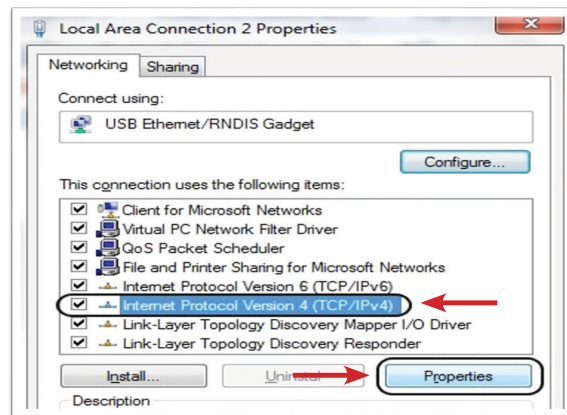 Local Area Connection 2 Properties
Networking Sharing
Connect using:
USB Ethernet/RNDIS Gadget
Configure...
This connection uses the following items:
Client for Microsoft Networks
Virtual PC Network Filter Driver
QoS Packet Scheduler
File and Printer Sharing for Microsoft Networks
Internet Protocol Version 6 (TCP/IPv6)
Internet Protocol Version 4 (TCP/IPv4)
Link-Layer Topology Discovery Mapper I/O Driver
Link-Layer Topology Discovery Responder
Install... Uninstall Properties
Description